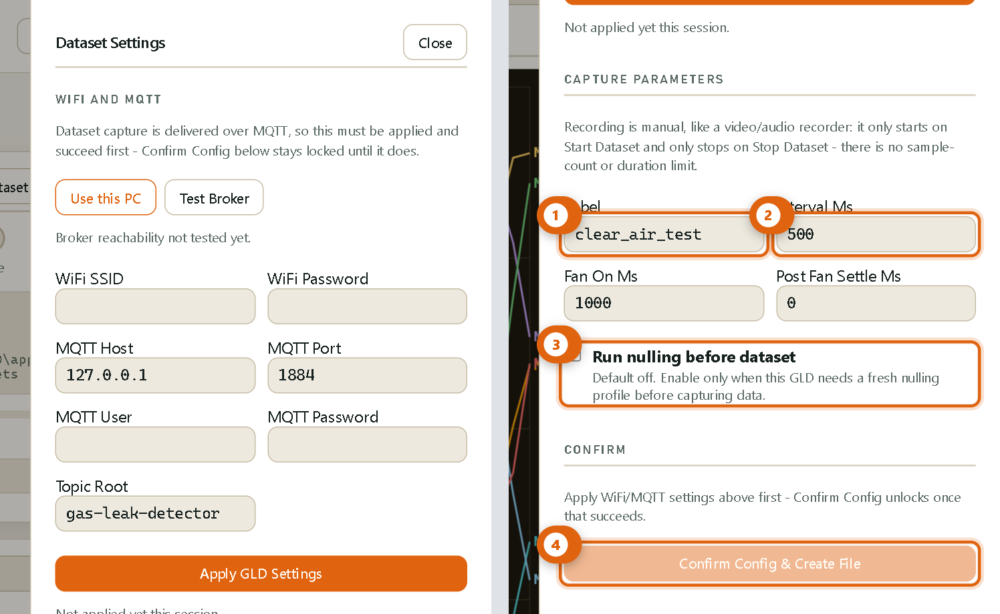 Dataset Settings
Close
WIFI AND MQTT
Dataset capture is delivered over MQTT, so this must be applied and
succeed first - Confirm Config below stays locked until it does.
Use this PC
Test Broker
Broker reachability not tested yet.
WiFi SSID
WiFi Password
MQTT Host
MQTT Port
127.0.0.1
1884
MQTT User
MQTT Password
Topic Root
gas-leak-detector
Apply GLD Settings
Not applied yet this session.
taset
e
\app
ets
Not applied yet this session.
CAPTURE PARAMETERS
Recording is manual, like a video/audio recorder: it only starts on
Start Dataset and only stops on Stop Dataset - there is no sample-
count or duration limit.
1
bel
2
terval Ms
clear_air_test
500
Fan On Ms
Post Fan Settle Ms
1000
0
3
Run nulling before dataset
Default off. Enable only when this GLD needs a fresh nulling
profile before capturing data.
CONFIRM
Apply WiFi/MQTT settings above first - Confirm Config unlocks once
that succeeds.
4
Confirm Config & Create File